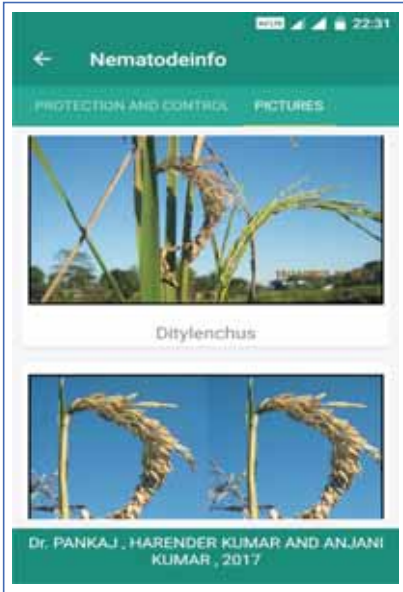 22:31
Nematodeinfo
PROTECTION AND CONTROL PICTURES
Ditylenchus
Dr. PANKAJ , HARENDER KUMAR AND ANJANI
KUMAR , 2017